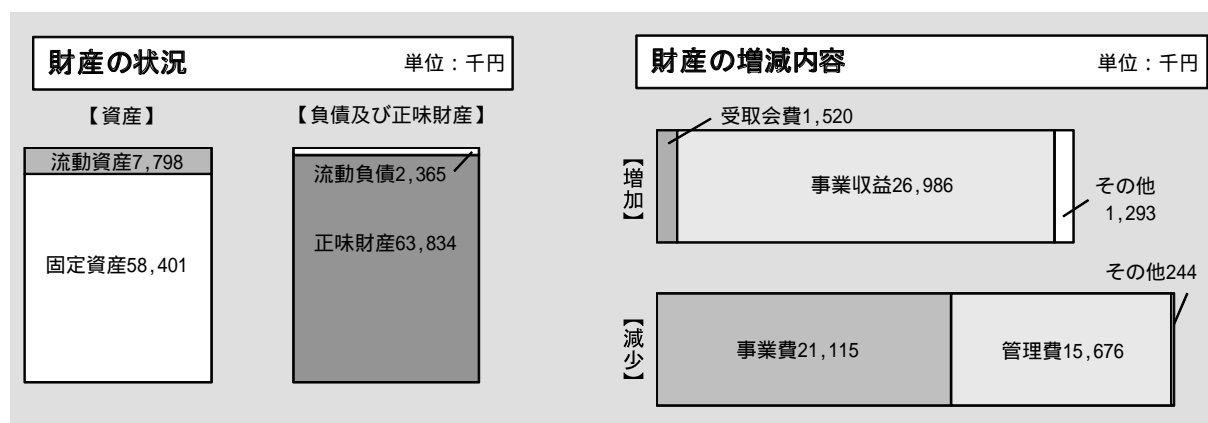 財産の状況 単位：千円
【資産】
【負債及び正味財産】
流動資産7,798
固定資産58,401
流動負債2,365
正味財産63,834
財産の増減内容 単位：千円
【増加】
受取会費1,520
事業収益26,986
その他
1,293
【減少】
事業費21,115
管理費15,676
その他244